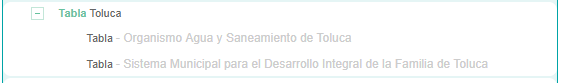 Tabla Toluca
Tabla - Organismo Agua y Saneamiento de Toluca
Tabla - Sistema Municipal para el Desarrollo Integral de la Familia de Toluca